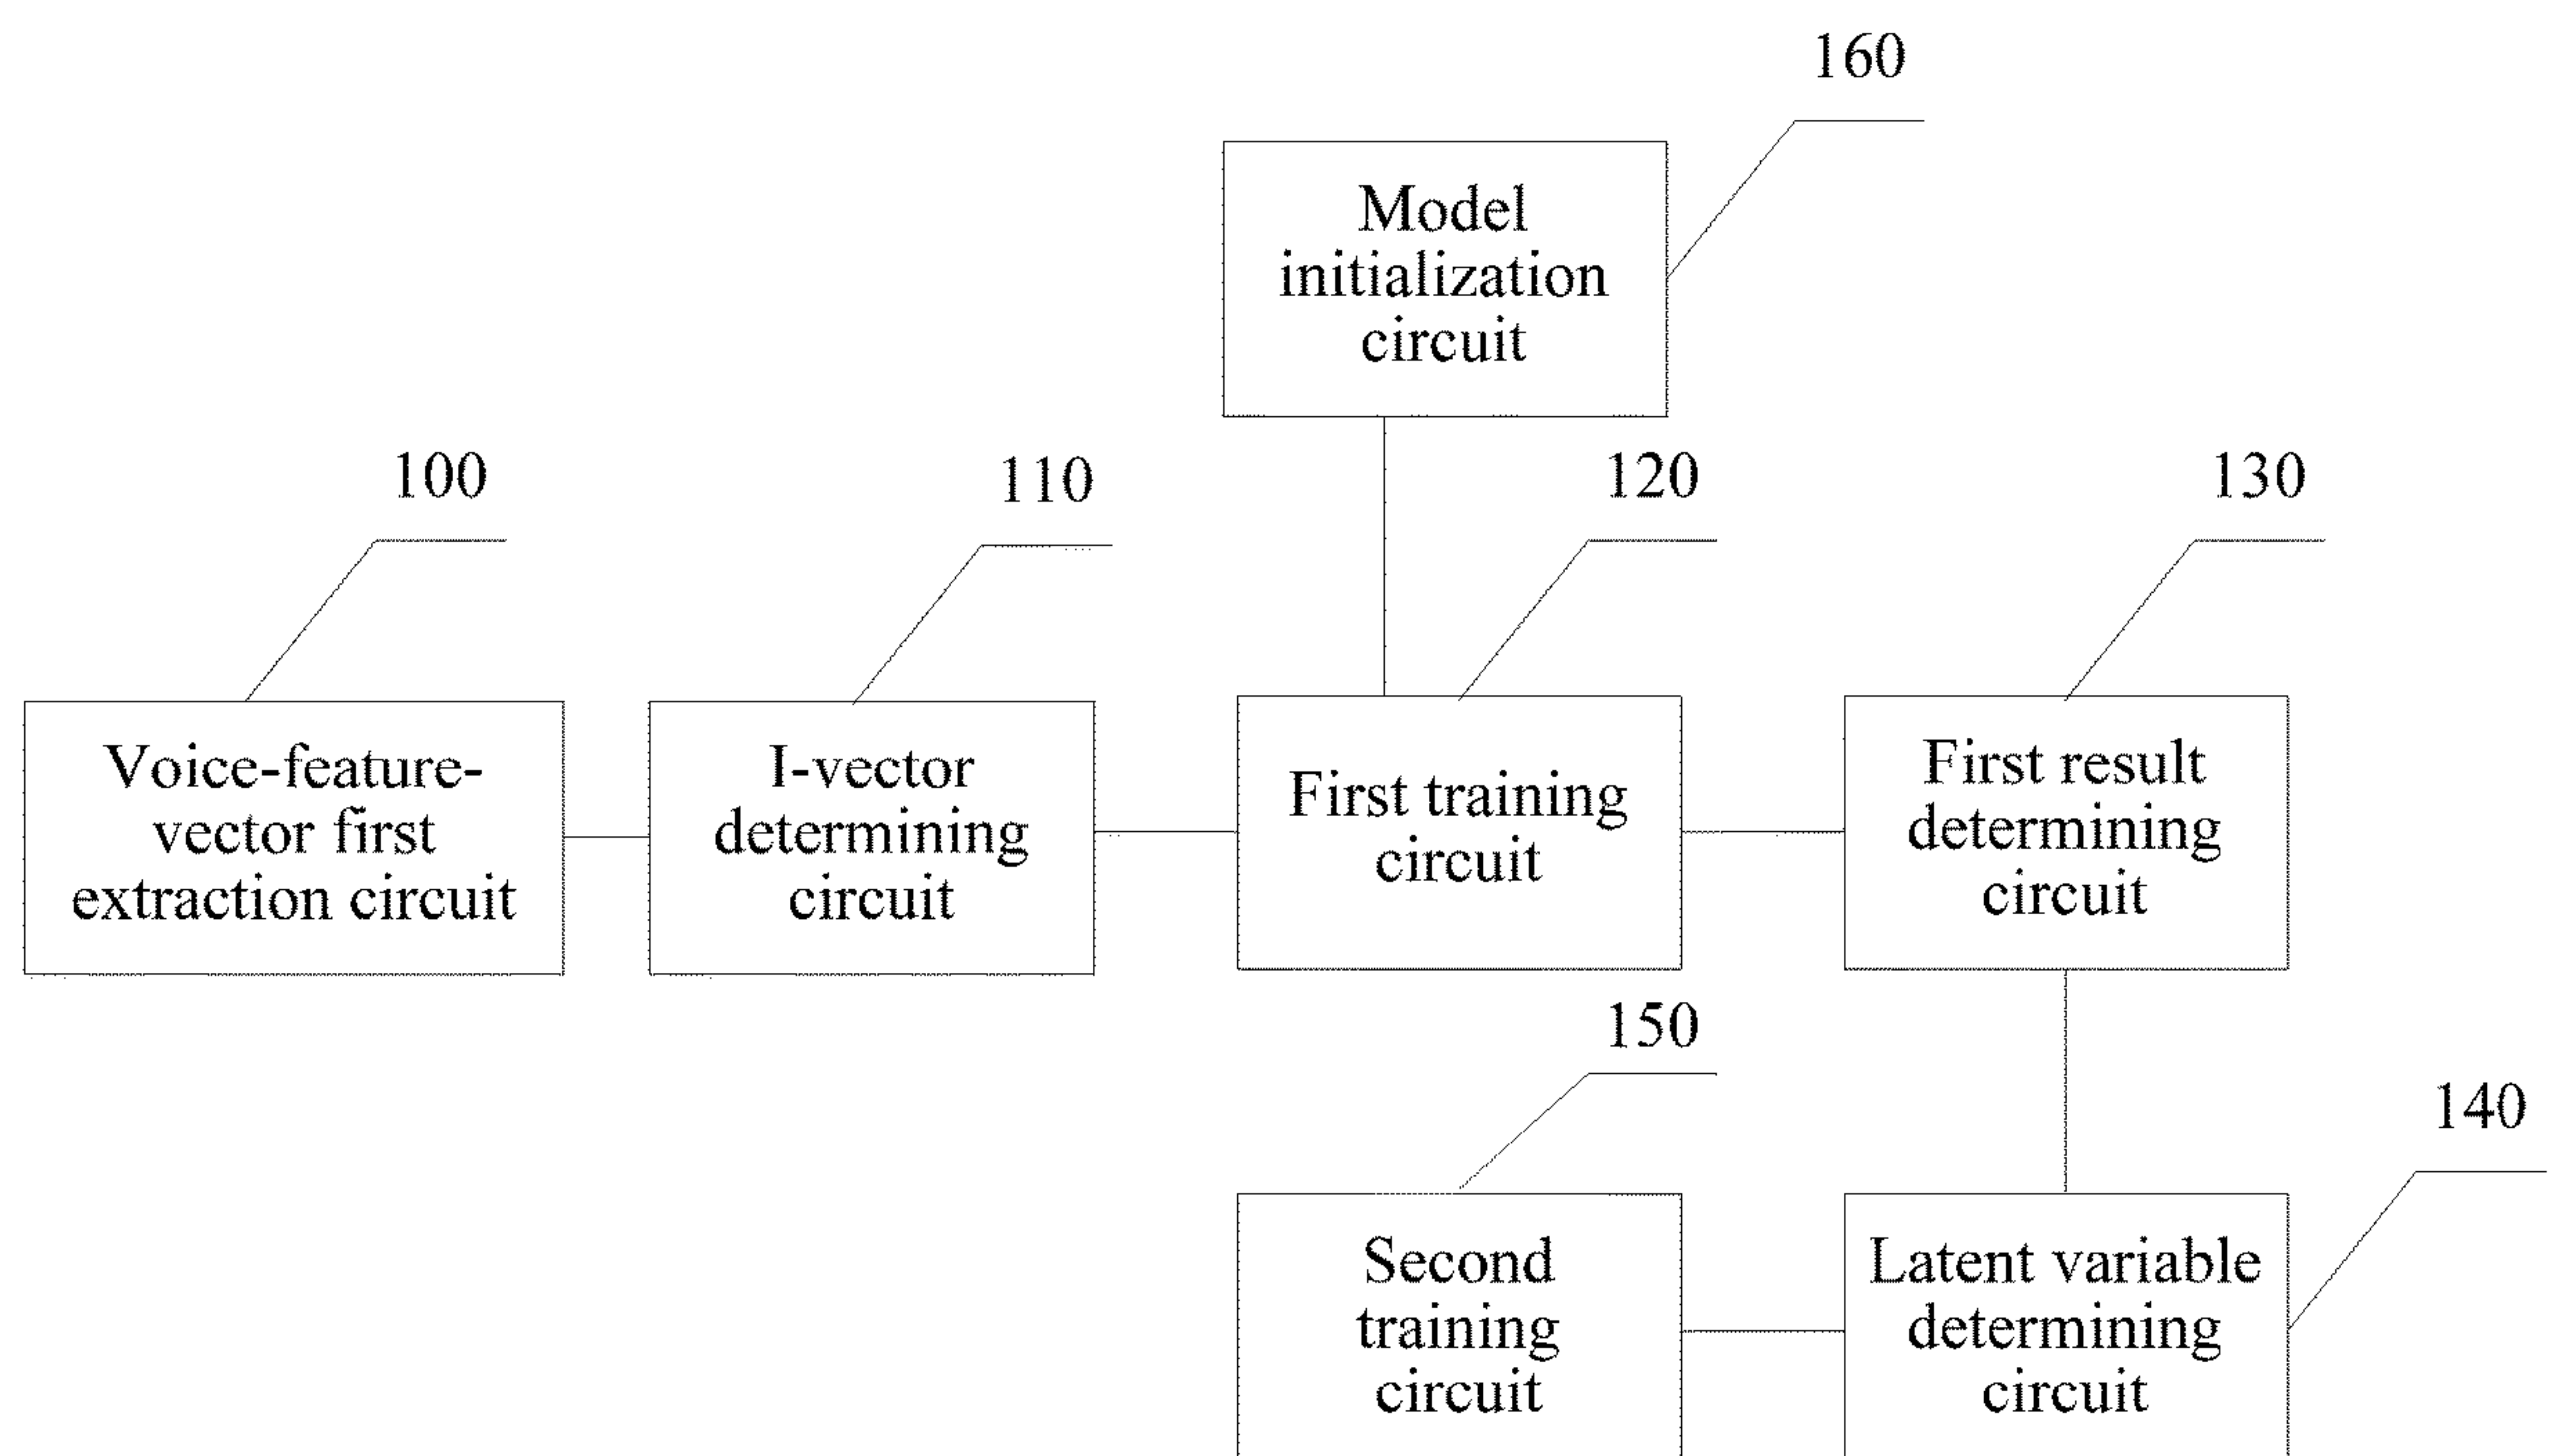 160
Model
initialization
circuit
100
110
120
130
Voice-feature-
vector first
extraction circuit
I-vector
determining
circuit
First training
circuit
First result
determining
circuit
150
140
Second
training
circuit
Latent variable
determining
circuit